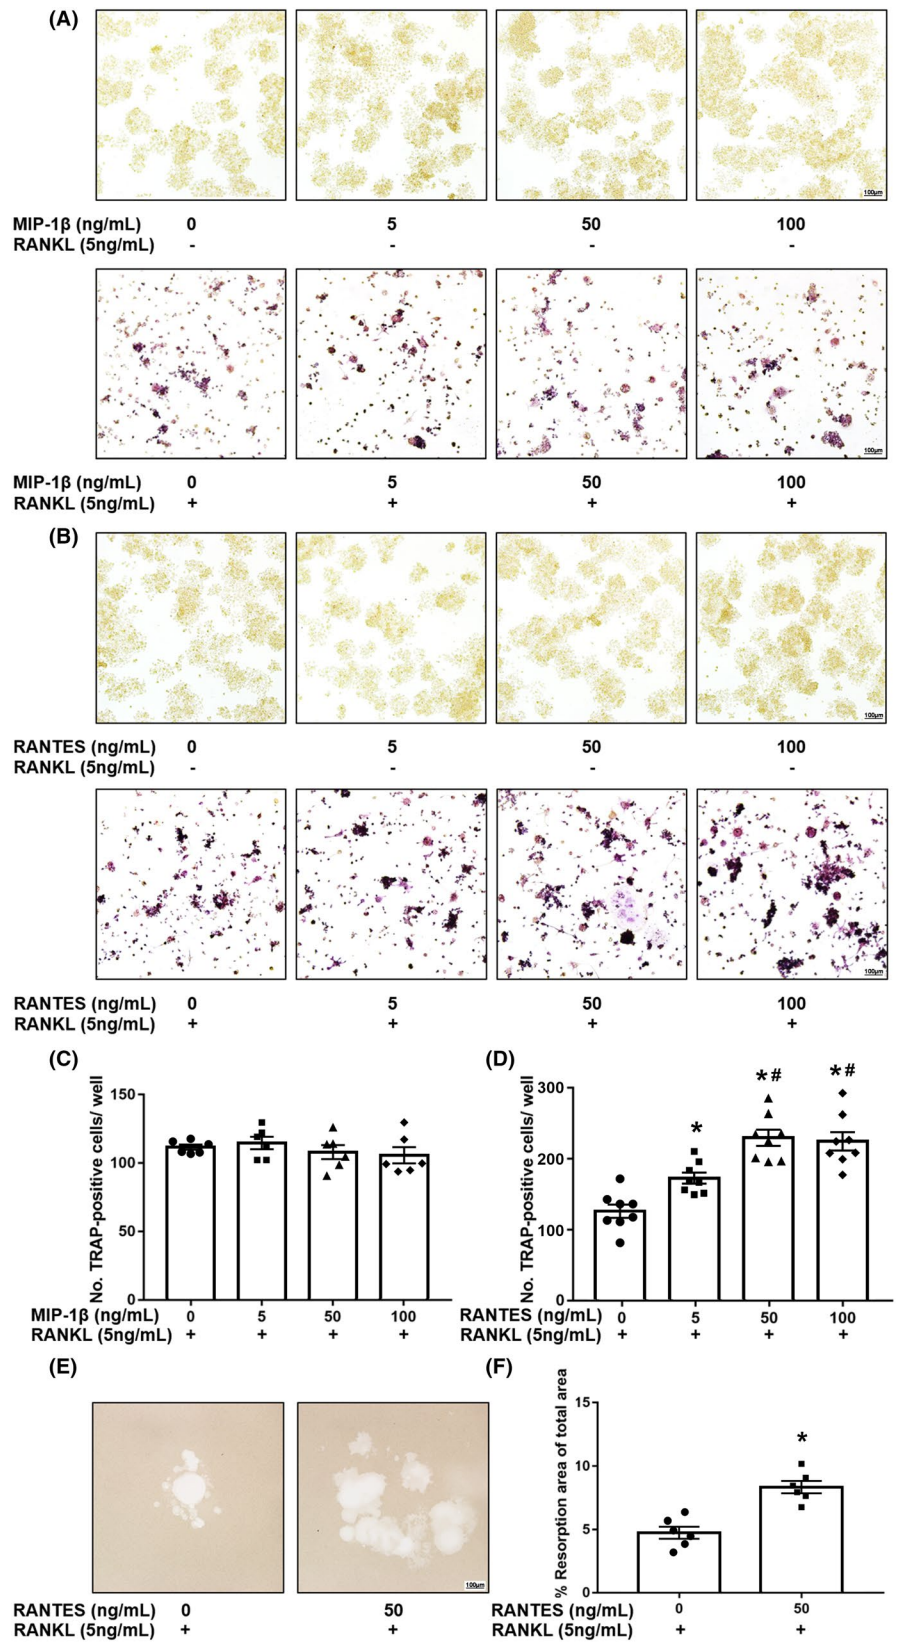 (A)
100μm
MIP-1β (ng/mL) 0 5 50 100
RANKL (5ng/mL) - - - -
100μm
MIP-1β (ng/mL) 0 5 50 100
RANKL (5ng/mL) + + + +
(B)
100μm
RANTES (ng/mL) 0 5 50 100
RANKL (5ng/mL) - - - -
100μm
RANTES (ng/mL) 0 5 50 100
RANKL (5ng/mL) + + + +
(C)
No. TRAP-positive cells/ well
150
100
50
0
MIP-1β (ng/mL) 0 5 50 100
RANKL (5ng/mL) + + + +
(D)
No. TRAP-positive cells/ well
300
200
100
0
* *# *#
RANTES (ng/mL) 0 5 50 100
RANKL (5ng/mL) + + + +
(E)
100μm
RANTES (ng/mL) 0 50
RANKL (5ng/mL) + +
(F)
% Resorption area of total area
15
10
5
0
*
RANTES (ng/mL) 0 50
RANKL (5ng/mL) + +